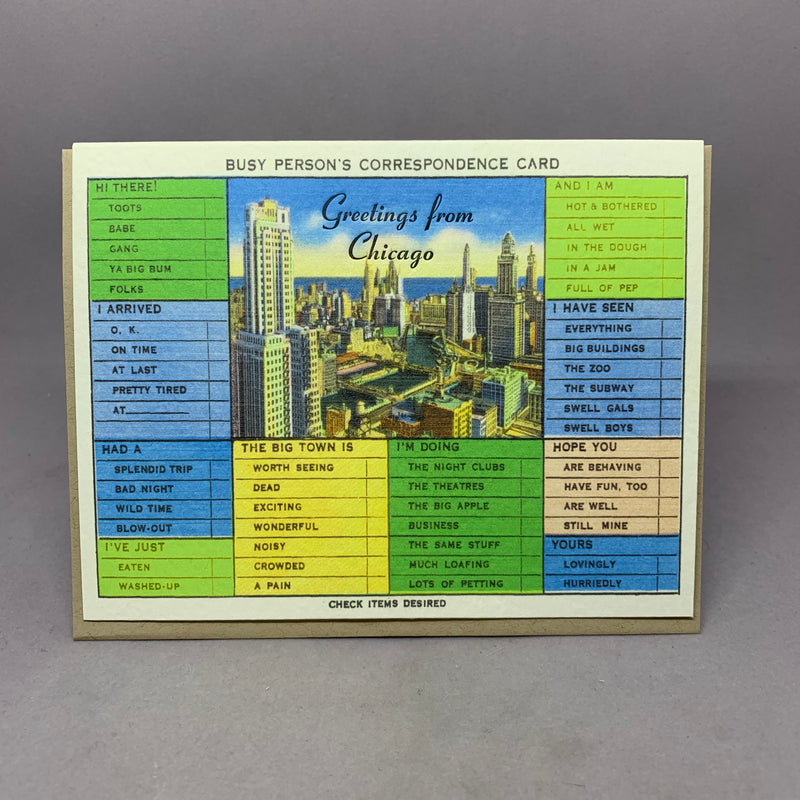 BUSY PERSON'S CORRESPONDENCE CARD
HI THERE!
TOOTS
BABE
GANG
YA BIG BUM
FOLKS
I ARRIVED
O. K.
ON TIME
AT LAST
PRETTY TIRED
AT
HAD A
SPLENDID TRIP
BAD NIGHT
WILD TIME
BLOW-OUT
I'VE JUST
EATEN
WASHED-UP
Greetings from
Chicago
THE BIG TOWN IS
WORTH SEEING
DEAD
EXCITING
WONDERFUL
NOISY
CROWDED
A PAIN
I'M DOING
THE NIGHT CLUBS
THE THEATRES
THE BIG APPLE
BUSINESS
THE SAME STUFF
MUCH LOAFING
LOTS OF PETTING
AND I AM
HOT & BOTHERED
ALL WET
IN THE DOUGH
IN A JAM
FULL OF PEP
I HAVE SEEN
EVERYTHING
BIG BUILDINGS
THE ZOO
THE SUBWAY
SWELL GALS
SWELL BOYS
HOPE YOU
ARE BEHAVING
HAVE FUN, TOO
ARE WELL
STILL MINE
YOURS
LOVINGLY
HURRIEDLY
CHECK ITEMS DESIRED